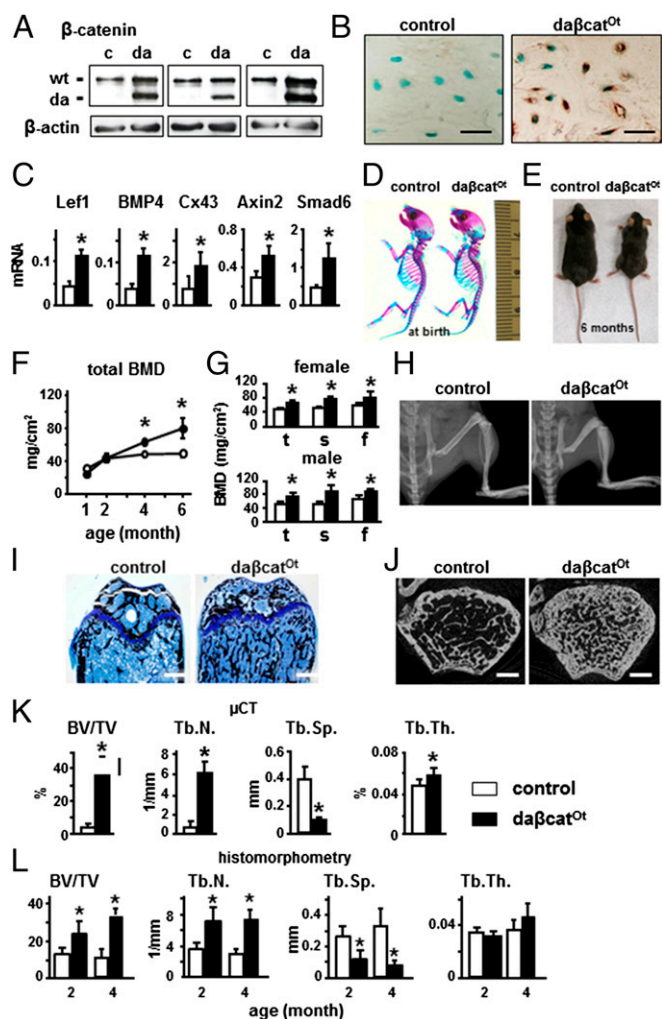 A
β-catenin
c da c da c da
wt
da
β-actin
B
control daβcatOt
C
Lef1 BMP4 Cx43 Axin2 Smad6
mRNA
0.1 0.1 2 0.4 1
0 0 0 0 0
*  *  *  *  *
D
control daβcatOt
at birth
E
control daβcatOt
6 months
F
total BMD
mg/cm2
120
80
40
0
* *
1 2 4 6
age (month)
G
female
BMD (mg/cm2)
120
80
40
0
* * *
t s f
male
120
80
40
0
* * *
t s f
H
control daβcatOt
I
control daβcatOt
J
control daβcatOt
K
µCT
BV/TV Tb.N. Tb.Sp. Tb.Th.
%
40
20
0
*
1/mm
8
6
4
2
0
*
mm
0.4
0.2
0
*
%
0.08
0.04
0
*
control
daβcatOt
L
histomorphometry
BV/TV Tb.N. Tb.Sp. Tb.Th.
40
20
0
* *
2 4
1/mm
8
4
0
* *
2 4
mm
0.4
0.2
0
* *
2 4
0.04
0
2 4
age (month)